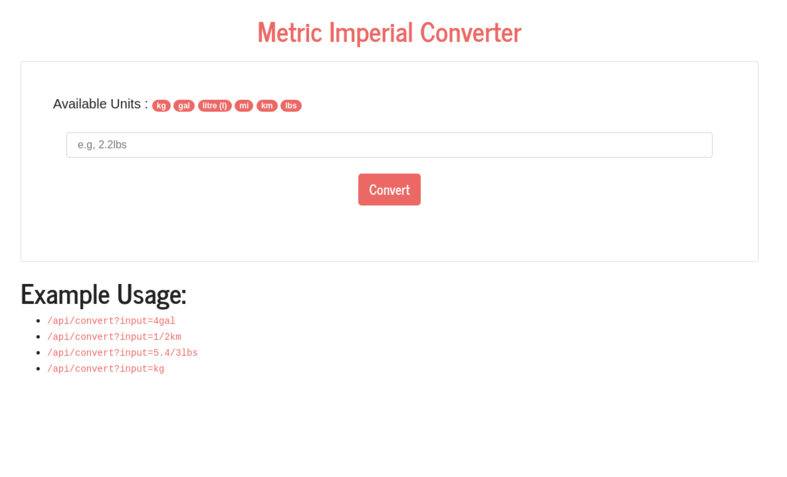 Metric Imperial Converter
Available Units : kg gal litre (l) mi km lbs
e.g, 2.2lbs
Convert
Example Usage:
/api/convert?input=4gal
/api/convert?input=1/2km
/api/convert?input=5.4/3lbs
/api/convert?input=kg